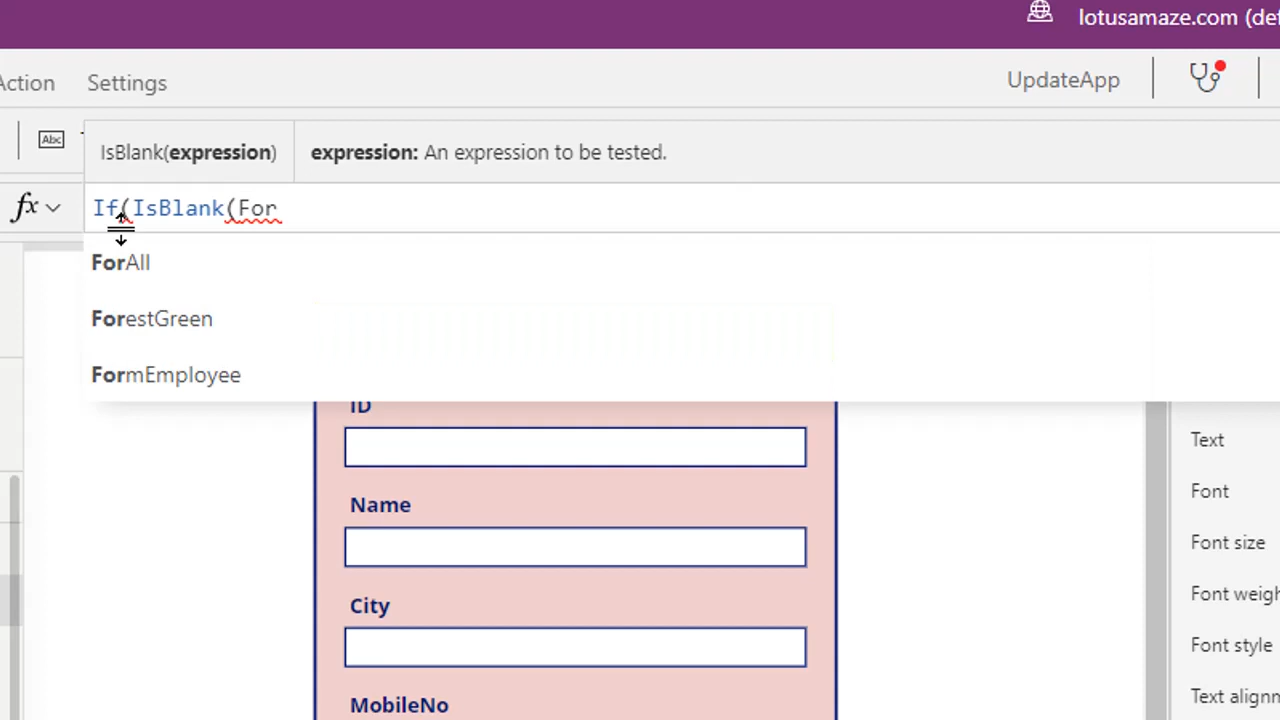 lotusamaze.com (de
Action Settings UpdateApp
Abc
IsBlank(expression) expression: An expression to be tested.
fx If(IsBlank(For
ForAll
ForestGreen
FormEmployee
ID
Name
City
MobileNo
Text
Font
Font size
Font weigh
Font style
Text alignm